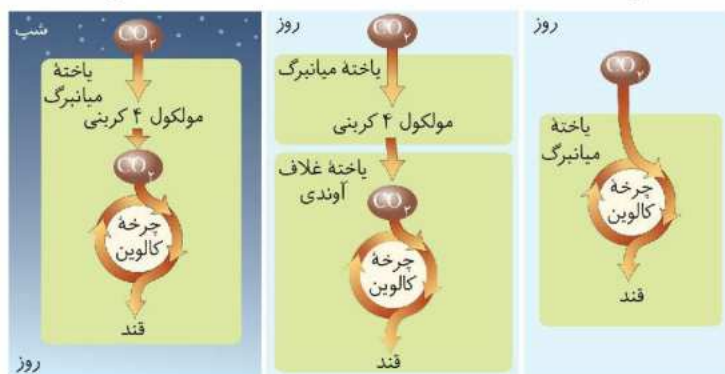 روز
CO۲
یاختهٔ
میانبرگ
چرخهٔ
کالوین
قند
روز
CO۲
یاختهٔ میانبرگ
مولکول ۴ کربنی
یاختهٔ غلاف
آوندی
CO۲
چرخهٔ
کالوین
قند
شب
CO۲
یاختهٔ
میانبرگ
مولکول ۴ کربنی
CO۲
چرخهٔ
کالوین
قند
روز